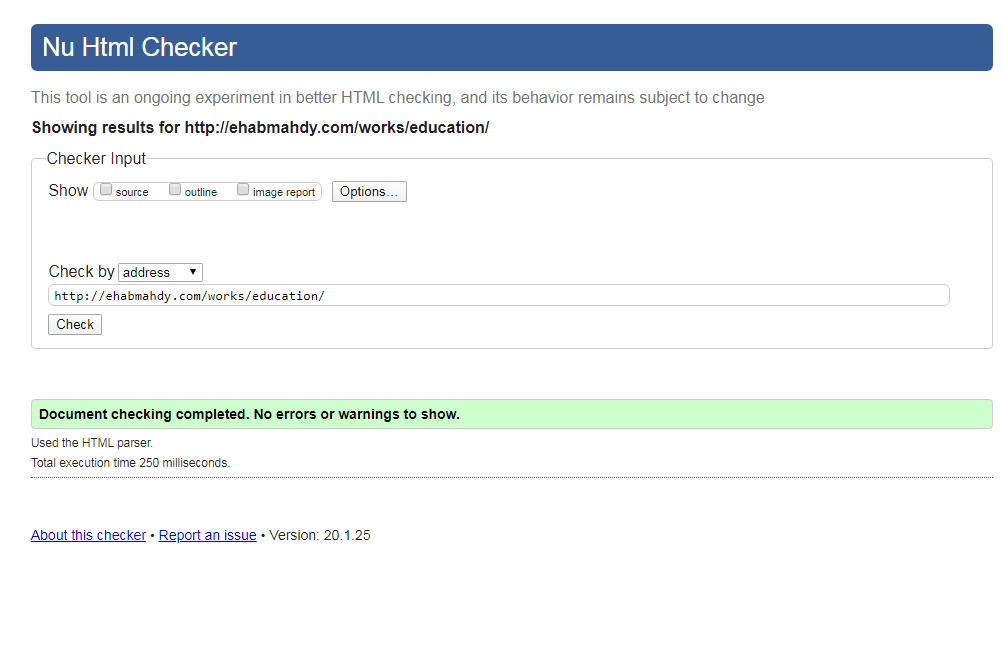 Nu Html Checker
This tool is an ongoing experiment in better HTML checking, and its behavior remains subject to change
Showing results for http://ehabmahdy.com/works/education/
Checker Input
Show source outline image report Options...
Check by address
http://ehabmahdy.com/works/education/
Check
Document checking completed. No errors or warnings to show.
Used the HTML parser.
Total execution time 250 milliseconds.
About this checker • Report an issue • Version: 20.1.25